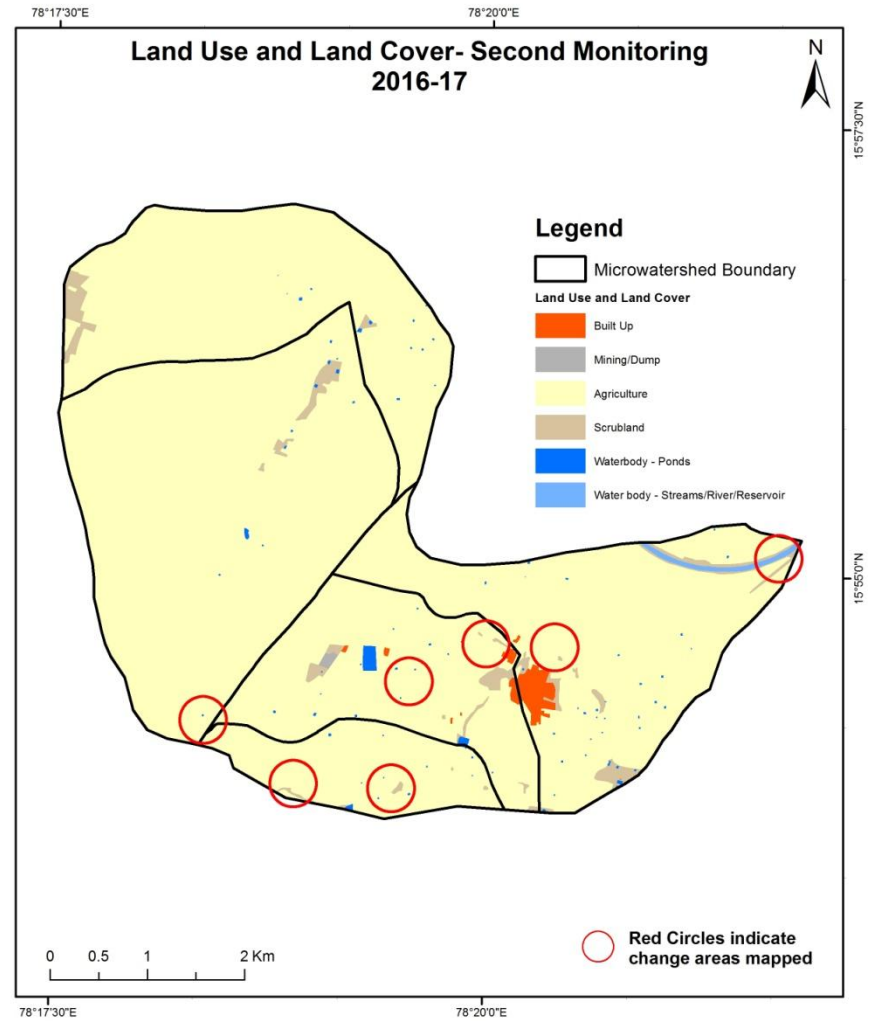 78°17'30"E
78°20'0"E
Land Use and Land Cover- Second Monitoring
2016-17
N
15°57'30"N
Legend
Microwatershed Boundary
Land Use and Land Cover
Built Up
Mining/Dump
Agriculture
Scrubland
Waterbody - Ponds
Water body - Streams/River/Reservoir
15°55'0"N
Red Circles indicate
change areas mapped
0 0.5 1 2 Km
78°17'30"E
78°20'0"E